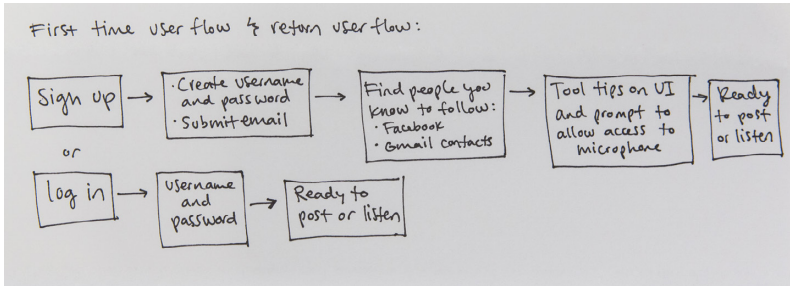 First time user flow & return user flow:
Sign up
· Create username
and password
· Submit email
Find people you
know to follow:
· Facebook
· Gmail contacts
Tool tips on UI
and prompt to
allow access to
microphone
Ready
to post
or listen
or
log in
username
and
password
Ready to
post or listen